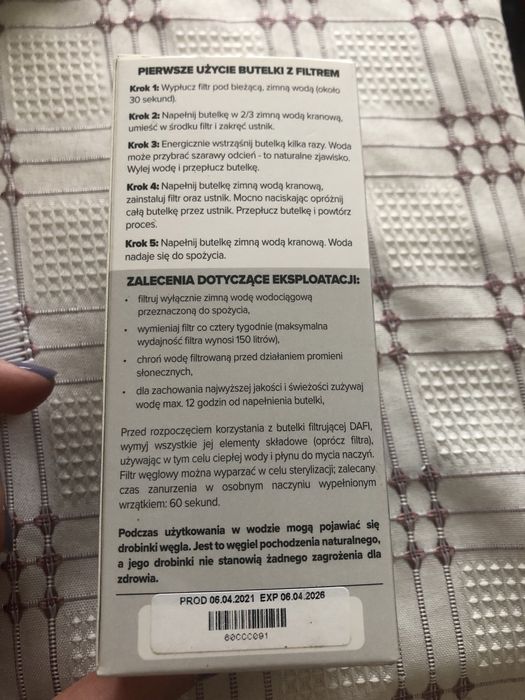 PIERWSZE UŻYCIE BUTELKI Z FILTREM
Krok 1: Wypłucz filtr pod bieżącą, zimną wodą (około
30 sekund).
Krok 2: Napełnij butelkę w 2/3 zimną wodą kranową,
umieść w środku filtr i zakręć ustnik.
Krok 3: Energicznie wstrząśnij butelką kilka razy. Woda
może przybrać szarawy odcień - to naturalne zjawisko.
Wylej wodę i przepłucz butelkę.
Krok 4: Napełnij butelkę zimną wodą kranową,
zainstaluj filtr oraz ustnik. Mocno naciskając opróżnij
całą butelkę przez ustnik. Przepłucz butelkę i powtórz
proces.
Krok 5: Napełnij butelkę zimną wodą kranową. Woda
nadaje się do spożycia.
ZALECENIA DOTYCZĄCE EKSPLOATACJI:
• filtruj wyłącznie zimną wodę wodociągową
przeznaczoną do spożycia,
• wymieniaj filtr co cztery tygodnie (maksymalna
wydajność filtra wynosi 150 litrów),
• chroń wodę filtrowaną przed działaniem promieni
słonecznych,
• dla zachowania najwyższej jakości i świeżości zużywaj
wodę max. 12 godzin od napełnienia butelki,
Przed rozpoczęciem korzystania z butelki filtrującej DAFI,
wymyj wszystkie jej elementy składowe (oprócz filtra),
używając w tym celu ciepłej wody i płynu do mycia naczyń.
Filtr węglowy można wyparzać w celu sterylizacji; zalecany
czas zanurzenia w osobnym naczyniu wypełnionym
wrzątkiem: 60 sekund.
Podczas użytkowania w wodzie mogą pojawiać się
drobinki węgla. Jest to węgiel pochodzenia naturalnego,
a jego drobinki nie stanowią żadnego zagrożenia dla
zdrowia.
PROD 06.04.2021 EXP 06.04.2026
60CCC091